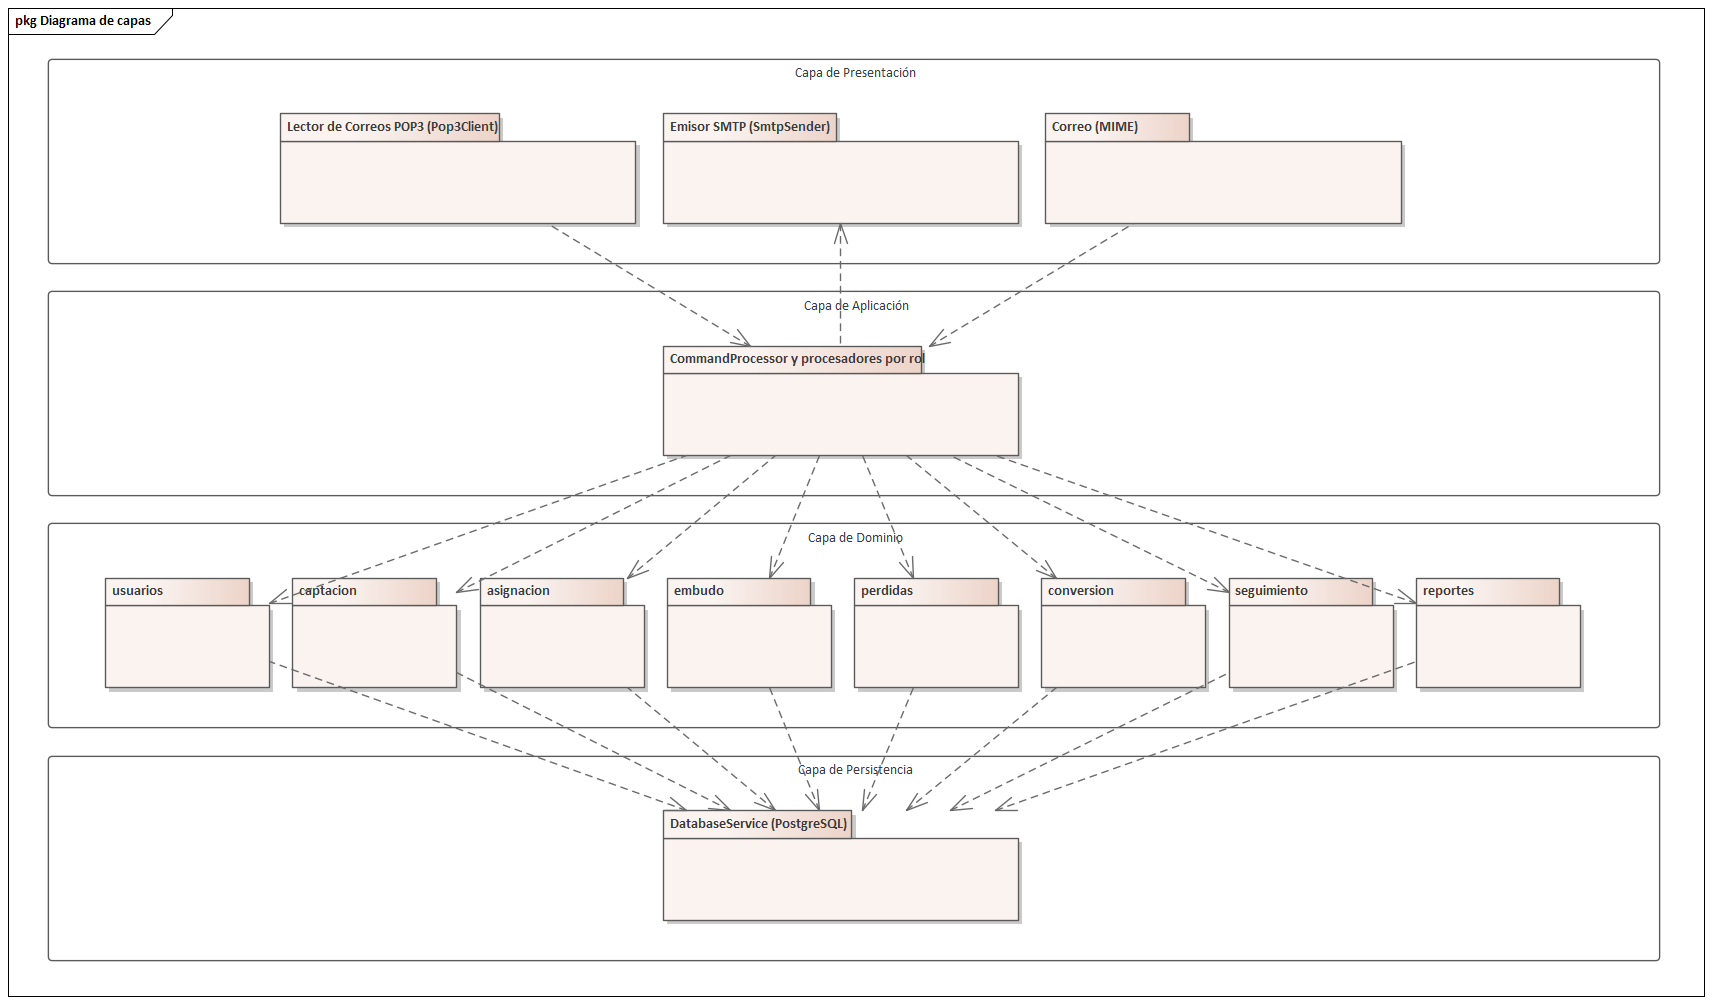 pkg Diagrama de capas
Capa de Presentación
Lector de Correos POP3 (Pop3Client)
Emisor SMTP (SmtpSender)
Correo (MIME)
Capa de Aplicación
CommandProcessor y procesadores por rol
Capa de Dominio
usuarios
captacion
asignacion
embudo
perdidas
conversion
seguimiento
reportes
Capa de Persistencia
DatabaseService (PostgreSQL)